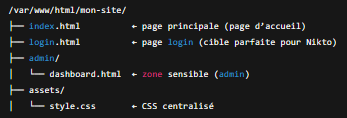 /var/www/html/mon-site/
├── index.html ← page principale (page d’accueil)
├── login.html ← page login (cible parfaite pour Nikto)
├── admin/
│ └── dashboard.html ← zone sensible (admin)
├── assets/
│ └── style.css ← CSS centralisé